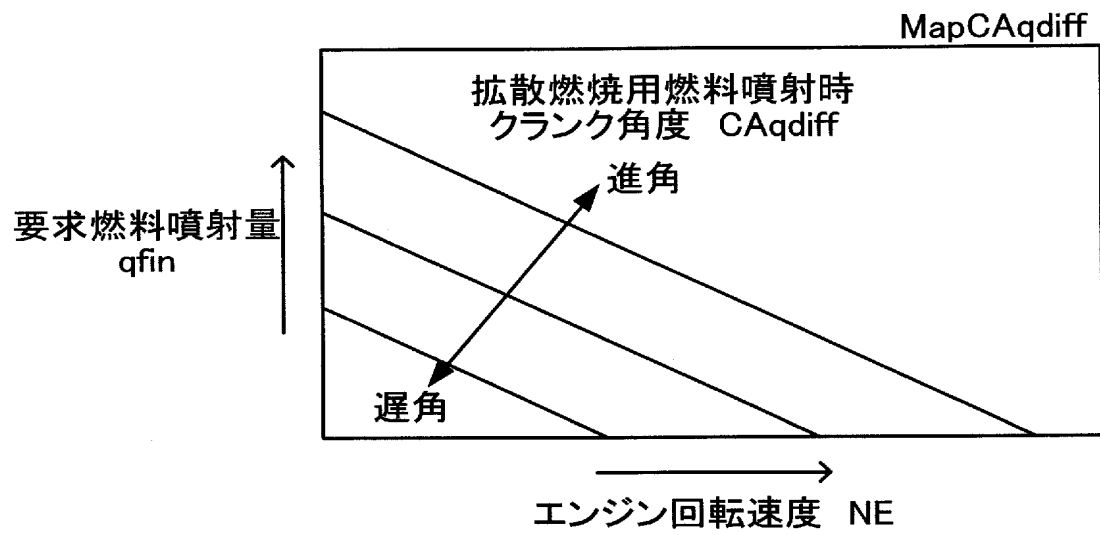 MapCAqdiff
拡散燃焼用燃料噴射時
クランク角度 CAqdiff
進角
要求燃料噴射量
qfin
遅角
エンジン回転速度 NE